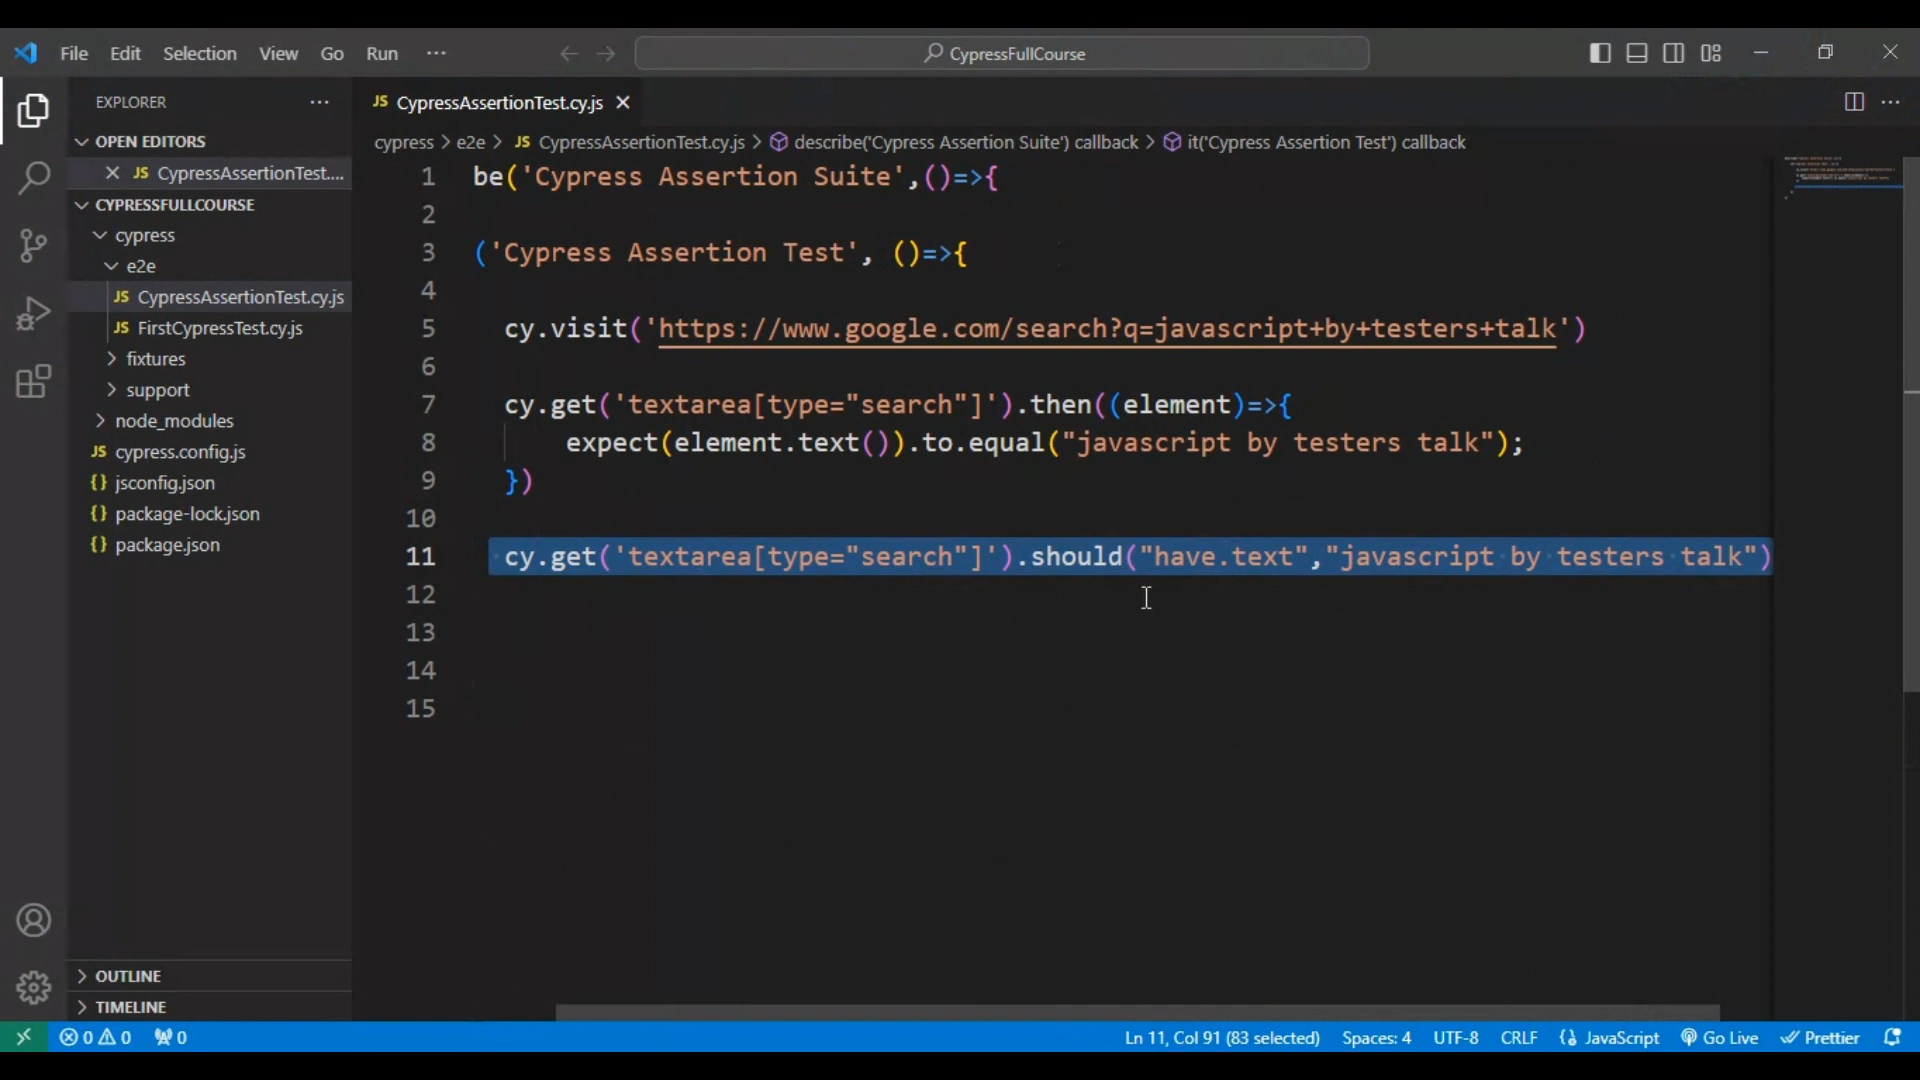 File Edit Selection View Go Run ··· CypressFullCourse
EXPLORER ···
OPEN EDITORS
JS CypressAssertionTest....
CYPRESSFULLCOURSE
cypress
e2e
JS CypressAssertionTest.cy.js
JS FirstCypressTest.cy.js
fixtures
support
node_modules
JS cypress.config.js
{} jsconfig.json
{} package-lock.json
{} package.json
OUTLINE
TIMELINE
JS CypressAssertionTest.cy.js
cypress > e2e > JS CypressAssertionTest.cy.js > describe('Cypress Assertion Suite') callback > it('Cypress Assertion Test') callback
1 be('Cypress Assertion Suite',()=>{
2
3 ('Cypress Assertion Test', ()=>{
4
5 cy.visit('https://www.google.com/search?q=javascript+by+testers+talk')
6
7 cy.get('textarea[type="search"]').then((element)=>{
8 expect(element.text()).to.equal("javascript by testers talk");
9 })
10
11 cy.get('textarea[type="search"]').should("have.text","javascript by testers talk")
12
13
14
15
0 0 0 Ln 11, Col 91 (83 selected) Spaces: 4 UTF-8 CRLF JavaScript Go Live Prettier